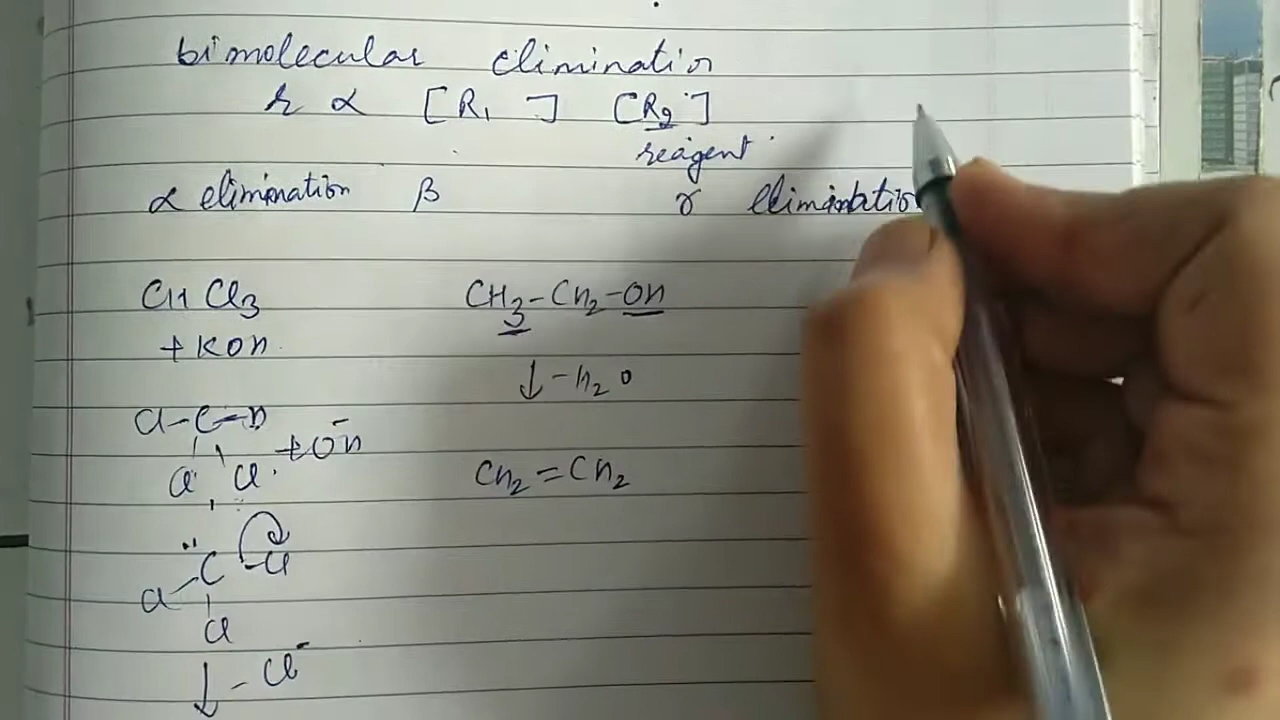 bimolecular elimination
r α [R₁ ] [R₂]
reagent
α elimination β γ elimination
CHCl₃ CH₃-CH₂-OH
+KOH
↓-H₂O
Cl-C-H
+OH⁻
Cl Cl
CH₂=CH₂
C Cl
Cl
Cl
↓ -Cl⁻